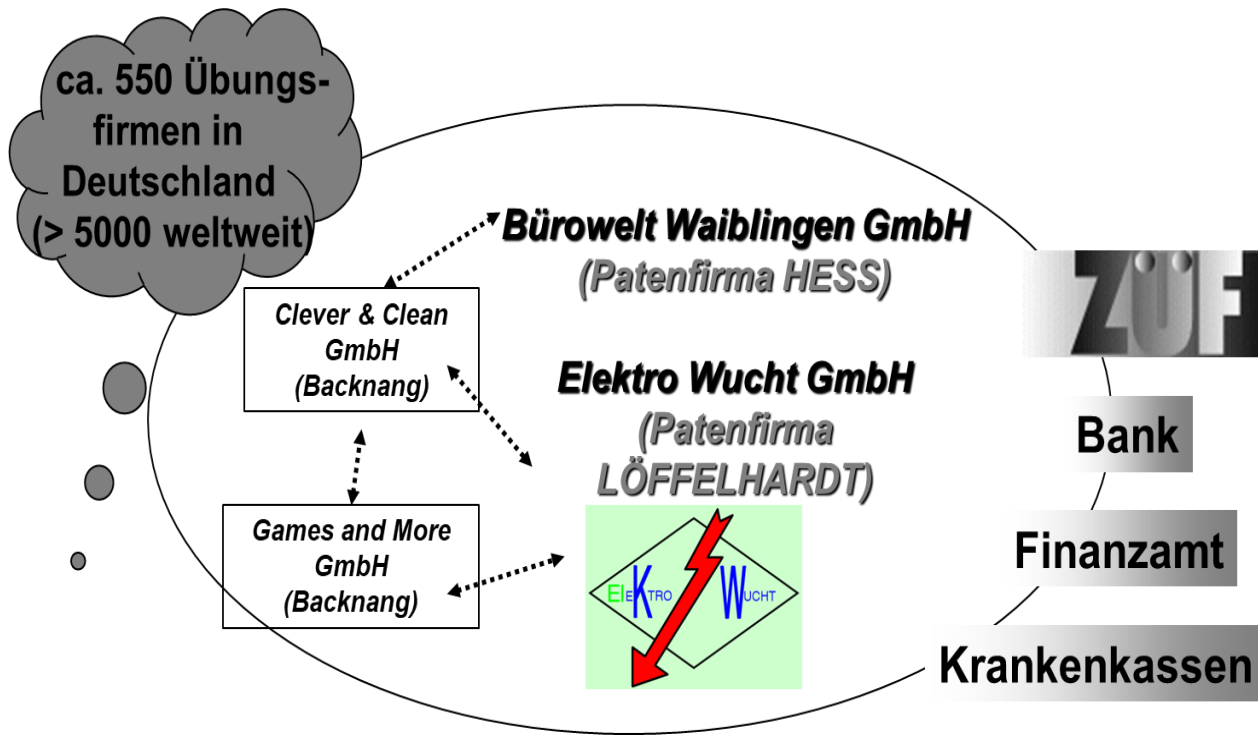 ca. 550 Übungs-
firmen in
Deutschland
(> 5000 weltweit)
Bürowelt Waiblingen GmbH
(Patenfirma HESS)
ZÜF
Clever & Clean
GmbH
(Backnang)
Elektro Wucht GmbH
(Patenfirma
LÖFFELHARDT)
Bank
Games and More
GmbH
(Backnang)
ElEKTRO WUCHT
Finanzamt
Krankenkassen